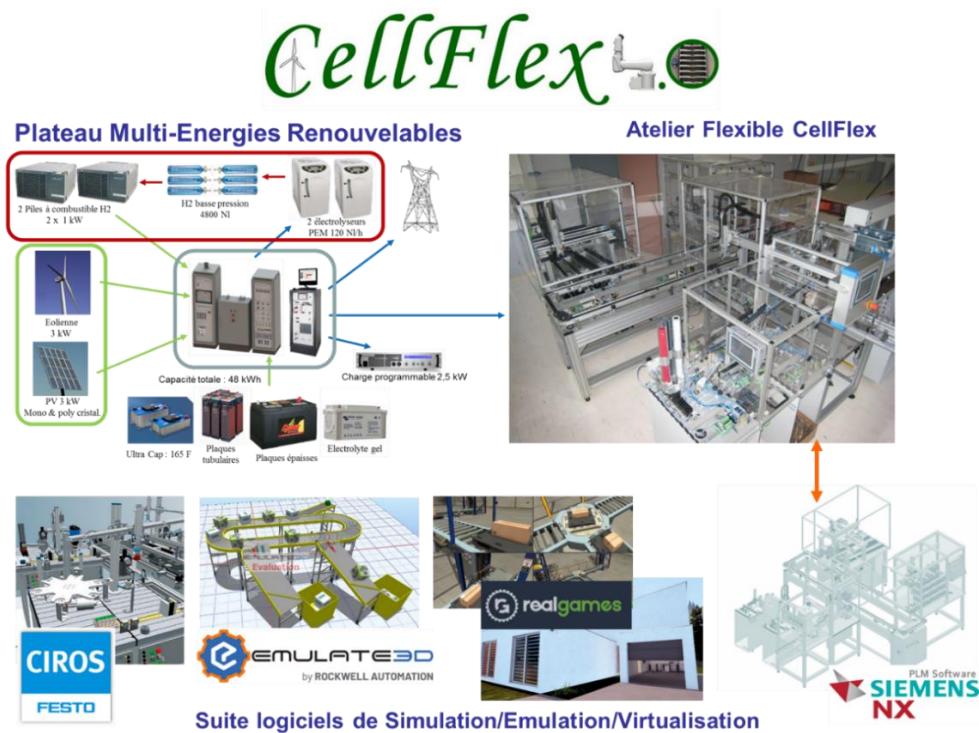 CellFlex 4.0
Plateau Multi-Energies Renouvelables
Atelier Flexible CellFlex
2 Piles à combustible H2
2 x 1 kW
H2 basse pression
4800 Nl
2 électrolyseurs
PEM 120 Nl/h
Eolienne
3 kW
PV 3 kW
Mono & poly cristal.
Capacité totale : 48 kWh
Charge programmable 2,5 kW
Ultra Cap : 165 F
Plaques
tubulaires
Plaques épaisses
Electrolyte gel
CIROS
FESTO
Evaluation
EMULATE3D
by ROCKWELL AUTOMATION
realgames
PLM Software
SIEMENS
NX
Suite logiciels de Simulation/Emulation/Virtualisation